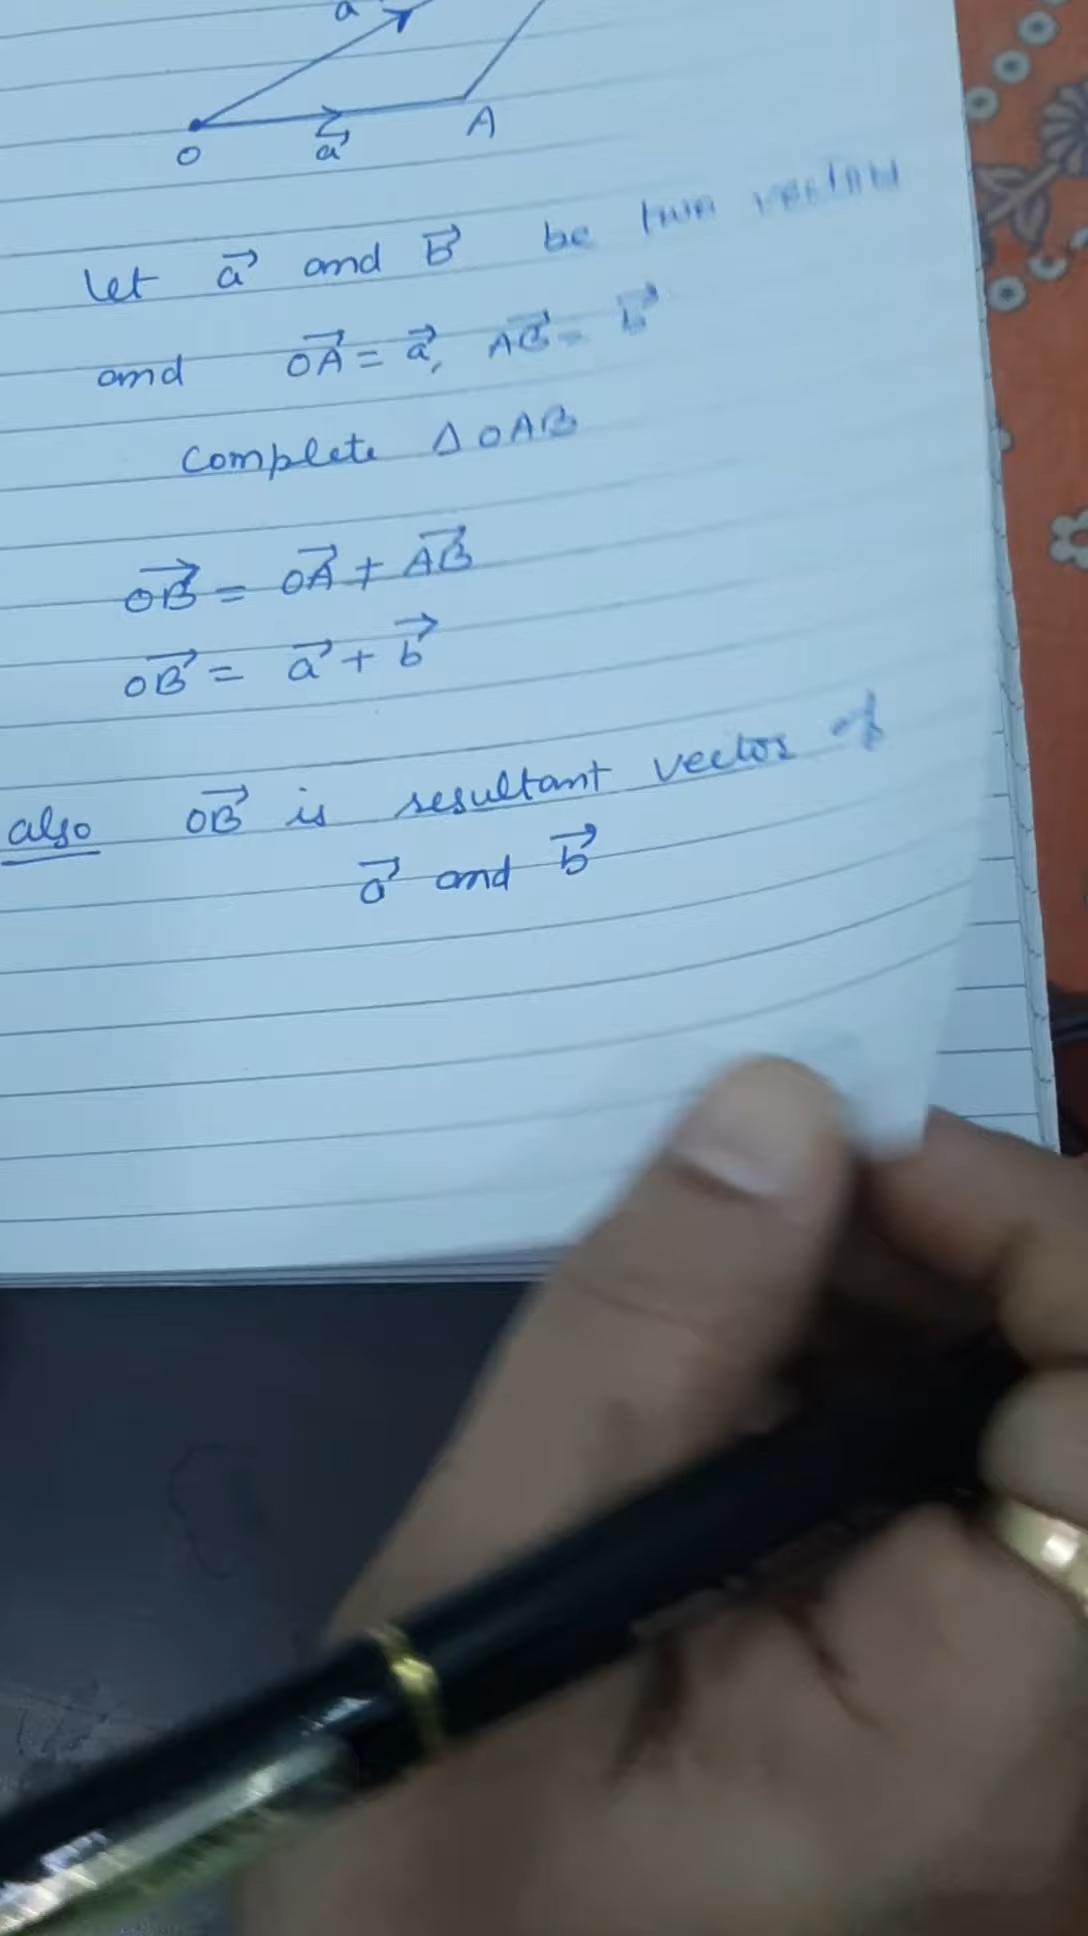 a
O a⃗ A
let a⃗ and B⃗ be two vectors
and OA⃗ = a⃗, AB⃗ = b⃗
Complete Δ OAB
OB⃗ = OA⃗ + AB⃗
OB⃗ = a⃗ + b⃗
also OB⃗ is resultant vector of
a⃗ and b⃗